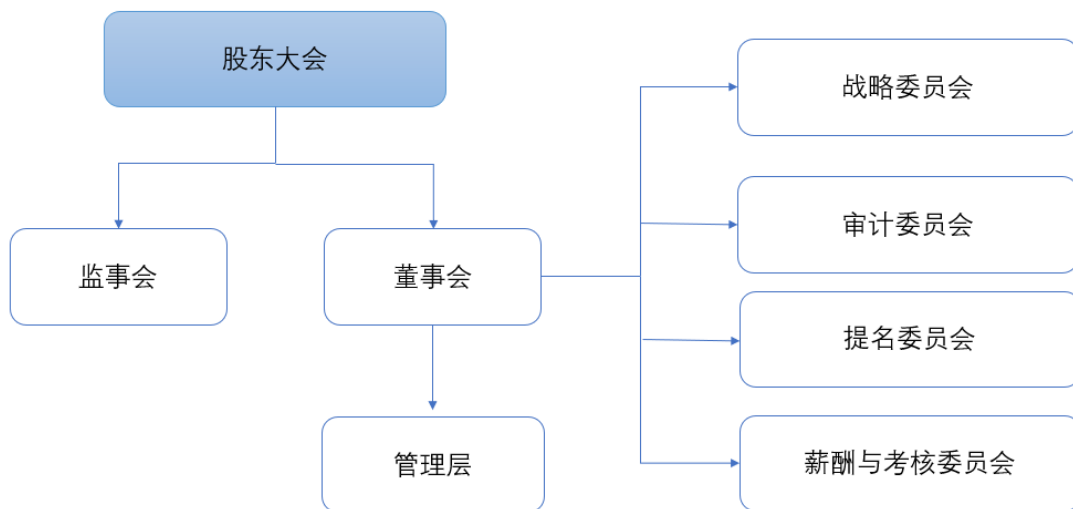 股东大会
监事会
董事会
管理层
战略委员会
审计委员会
提名委员会
薪酬与考核委员会